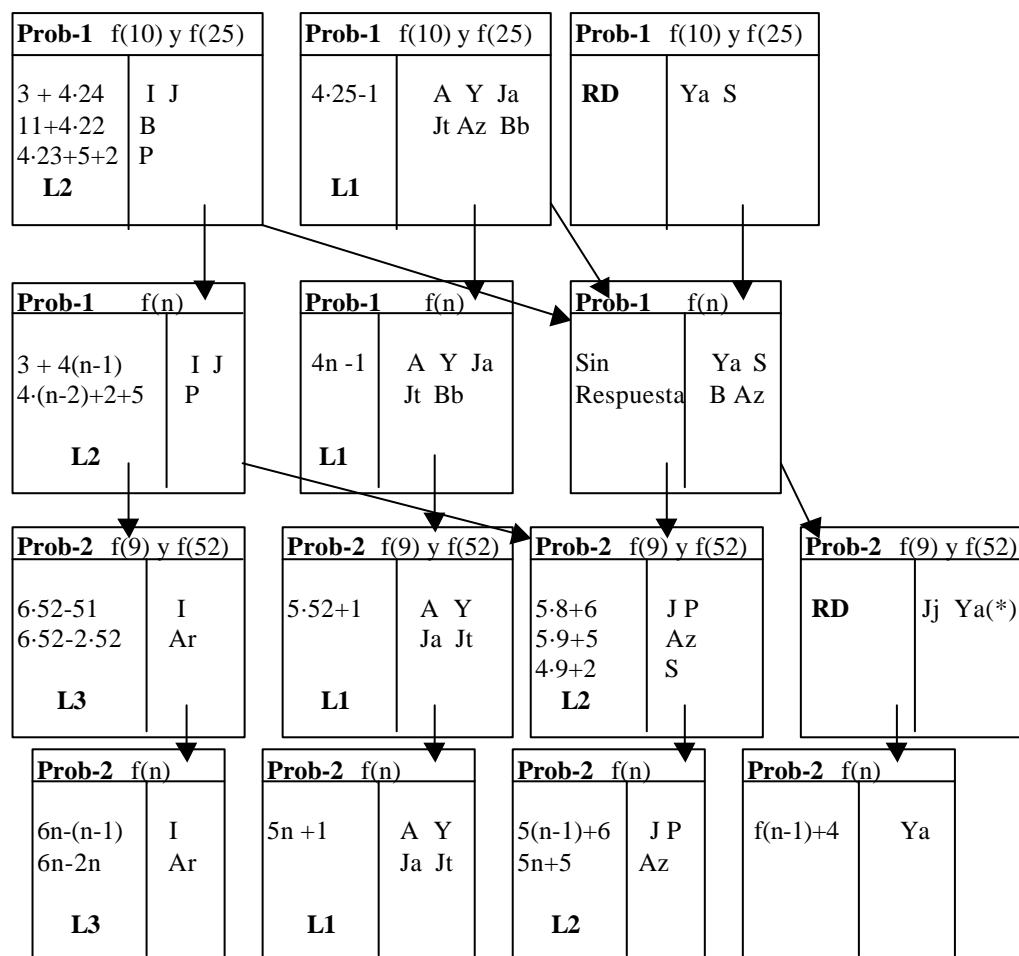 Prob-1 f(10) y f(25)
3 + 4·24 I J
11+4·22 B
4·23+5+2 P
L2
Prob-1 f(10) y f(25)
4·25-1 A Y Ja
Jt Az Bb
L1
Prob-1 f(10) y f(25)
RD Ya S
Prob-1 f(n)
3 + 4(n-1) I J
4·(n-2)+2+5 P
L2
Prob-1 f(n)
4n -1 A Y Ja
Jt Bb
L1
Prob-1 f(n)
Sin Ya S
Respuesta B Az
Prob-2 f(9) y f(52)
6·52-51 I
6·52-2·52 Ar
L3
Prob-2 f(9) y f(52)
5·52+1 A Y
Ja Jt
L1
Prob-2 f(9) y f(52)
5·8+6 J P
5·9+5 Az
4·9+2 S
L2
Prob-2 f(9) y f(52)
RD Jj Ya(*)
Prob-2 f(n)
6n-(n-1) I
6n-2n Ar
L3
Prob-2 f(n)
5n +1 A Y
Ja Jt
L1
Prob-2 f(n)
5(n-1)+6 J P
5n+5 Az
L2
Prob-2 f(n)
f(n-1)+4 Ya